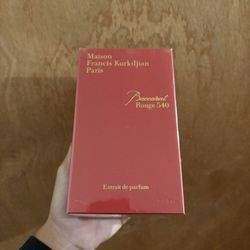 Maison
Francis Kurkdjian
Paris
Baccarat
Rouge 540
Extrait de parfum